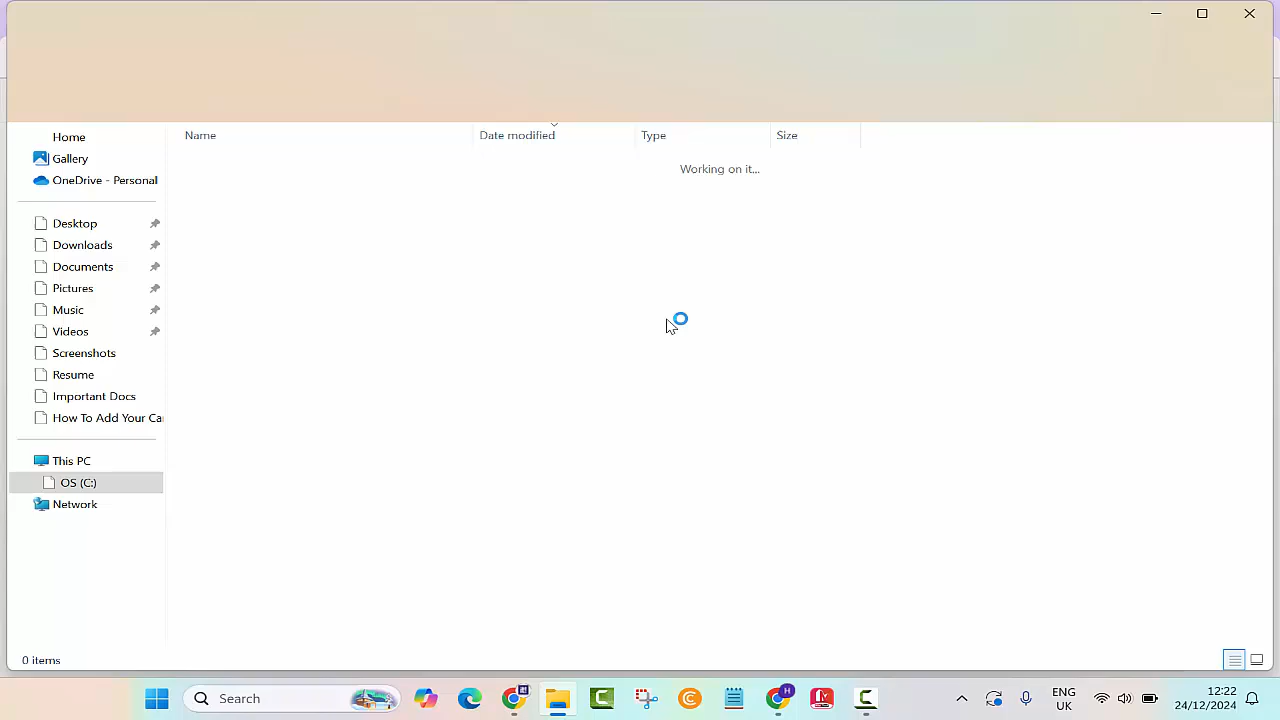 Home
Gallery
OneDrive - Personal
Desktop
Downloads
Documents
Pictures
Music
Videos
Screenshots
Resume
Important Docs
How To Add Your Ca
This PC
OS (C:)
Network
Name Date modified Type Size
Working on it...
0 items
Search
ENG
UK
12:22
24/12/2024